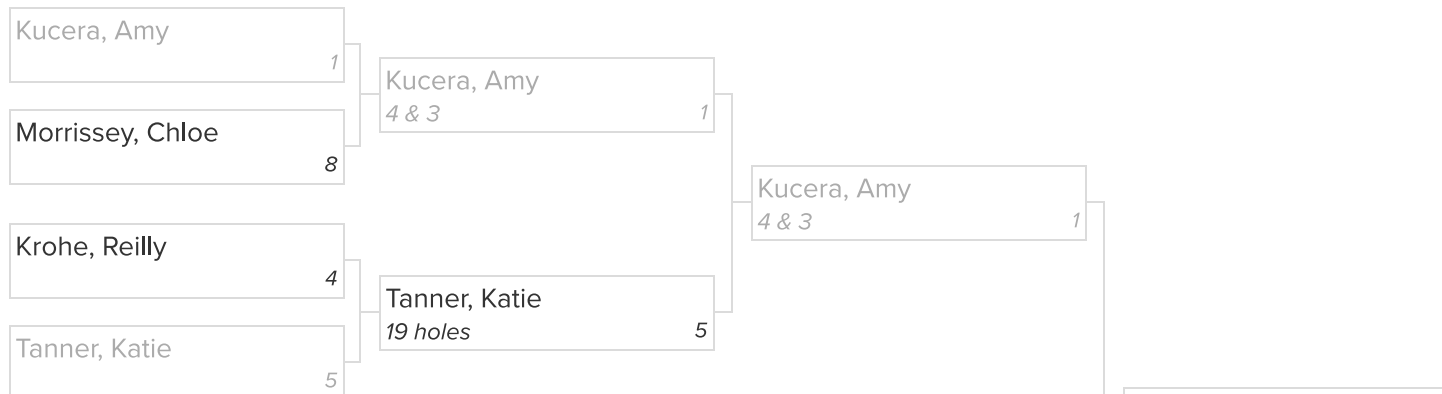 Kucera, Amy
1
Morrissey, Chloe
8
Krohe, Reilly
4
Tanner, Katie
5
Kucera, Amy
4 & 3 1
Tanner, Katie
19 holes 5
Kucera, Amy
4 & 3 1